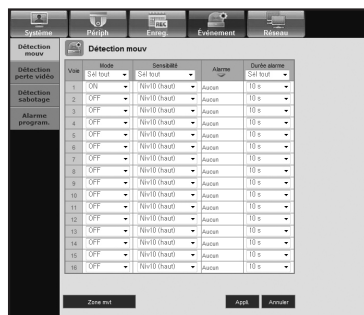 REC
Système Périph Enreg. Événement Réseau
Détection mouv
Détection perte vidéo
Détection sabotage
Alarme program.
Détection mouv
Voie Mode Sensibilité Alarme Durée alarme
Sél tout Sél tout Sél tout
1 ON Niv10 (haut) Aucun 10 s
2 OFF Niv10 (haut) Aucun 10 s
3 OFF Niv10 (haut) Aucun 10 s
4 OFF Niv10 (haut) Aucun 10 s
5 OFF Niv10 (haut) Aucun 10 s
6 OFF Niv10 (haut) Aucun 10 s
7 OFF Niv10 (haut) Aucun 10 s
8 OFF Niv10 (haut) Aucun 10 s
9 OFF Niv10 (haut) Aucun 10 s
10 OFF Niv10 (haut) Aucun 10 s
11 OFF Niv10 (haut) Aucun 10 s
12 OFF Niv10 (haut) Aucun 10 s
13 OFF Niv10 (haut) Aucun 10 s
14 OFF Niv10 (haut) Aucun 10 s
15 OFF Niv10 (haut) Aucun 10 s
16 OFF Niv10 (haut) Aucun 10 s
Zone mvt Appli. Annuler